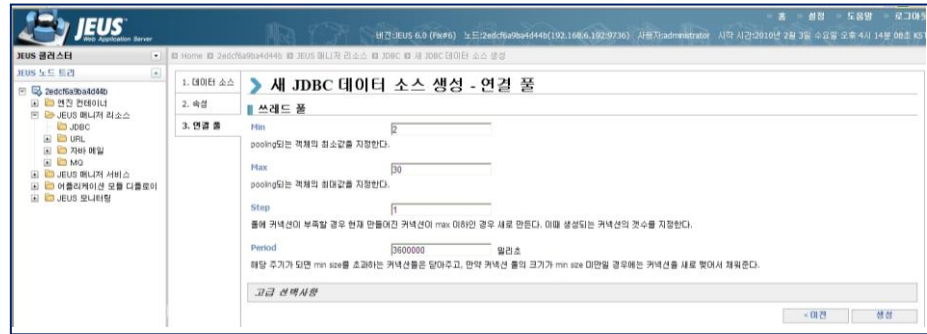 JEUS
Web Application Server
홈 설정 도움말 로그아웃
버전:JEUS 6.0 (Fix#6) 노드:2edcf6a9ba4d44b(192.168.6.192:9736) 사용자:administrator 시작 시간:2010년 2월 3일 수요일 오후 4시 14분 08초 KST
JEUS 클러스터
JEUS 노드 트리
2edcf6a9ba4d44b
엔진 컨테이너
JEUS 매니저 리소스
JDBC
URL
자바 메일
MQ
JEUS 매니저 서비스
어플리케이션 모듈 디플로이
JEUS 모니터링
Home 2edcf6a9ba4d44b JEUS 매니저 리소스 JDBC 새 JDBC 데이터 소스 생성
1. 데이터 소스
2. 속성
3. 연결 풀
새 JDBC 데이터 소스 생성 - 연결 풀
쓰레드 풀
Min 2
pooling되는 객체의 최소값을 지정한다.
Max 30
pooling되는 객체의 최대값을 지정한다.
Step 1
풀에 커넥션이 부족할 경우 현재 만들어진 커넥션이 max 이하인 경우 새로 만든다. 이때 생성되는 커넥션의 갯수를 지정한다.
Period 3600000 밀리초
해당 주기가 되면 min size를 초과하는 커넥션들은 닫아주고, 만약 커넥션 풀의 크기가 min size 미만일 경우에는 커넥션을 새로 맺어서 채워준다.
고급 선택사항
< 이전 생성